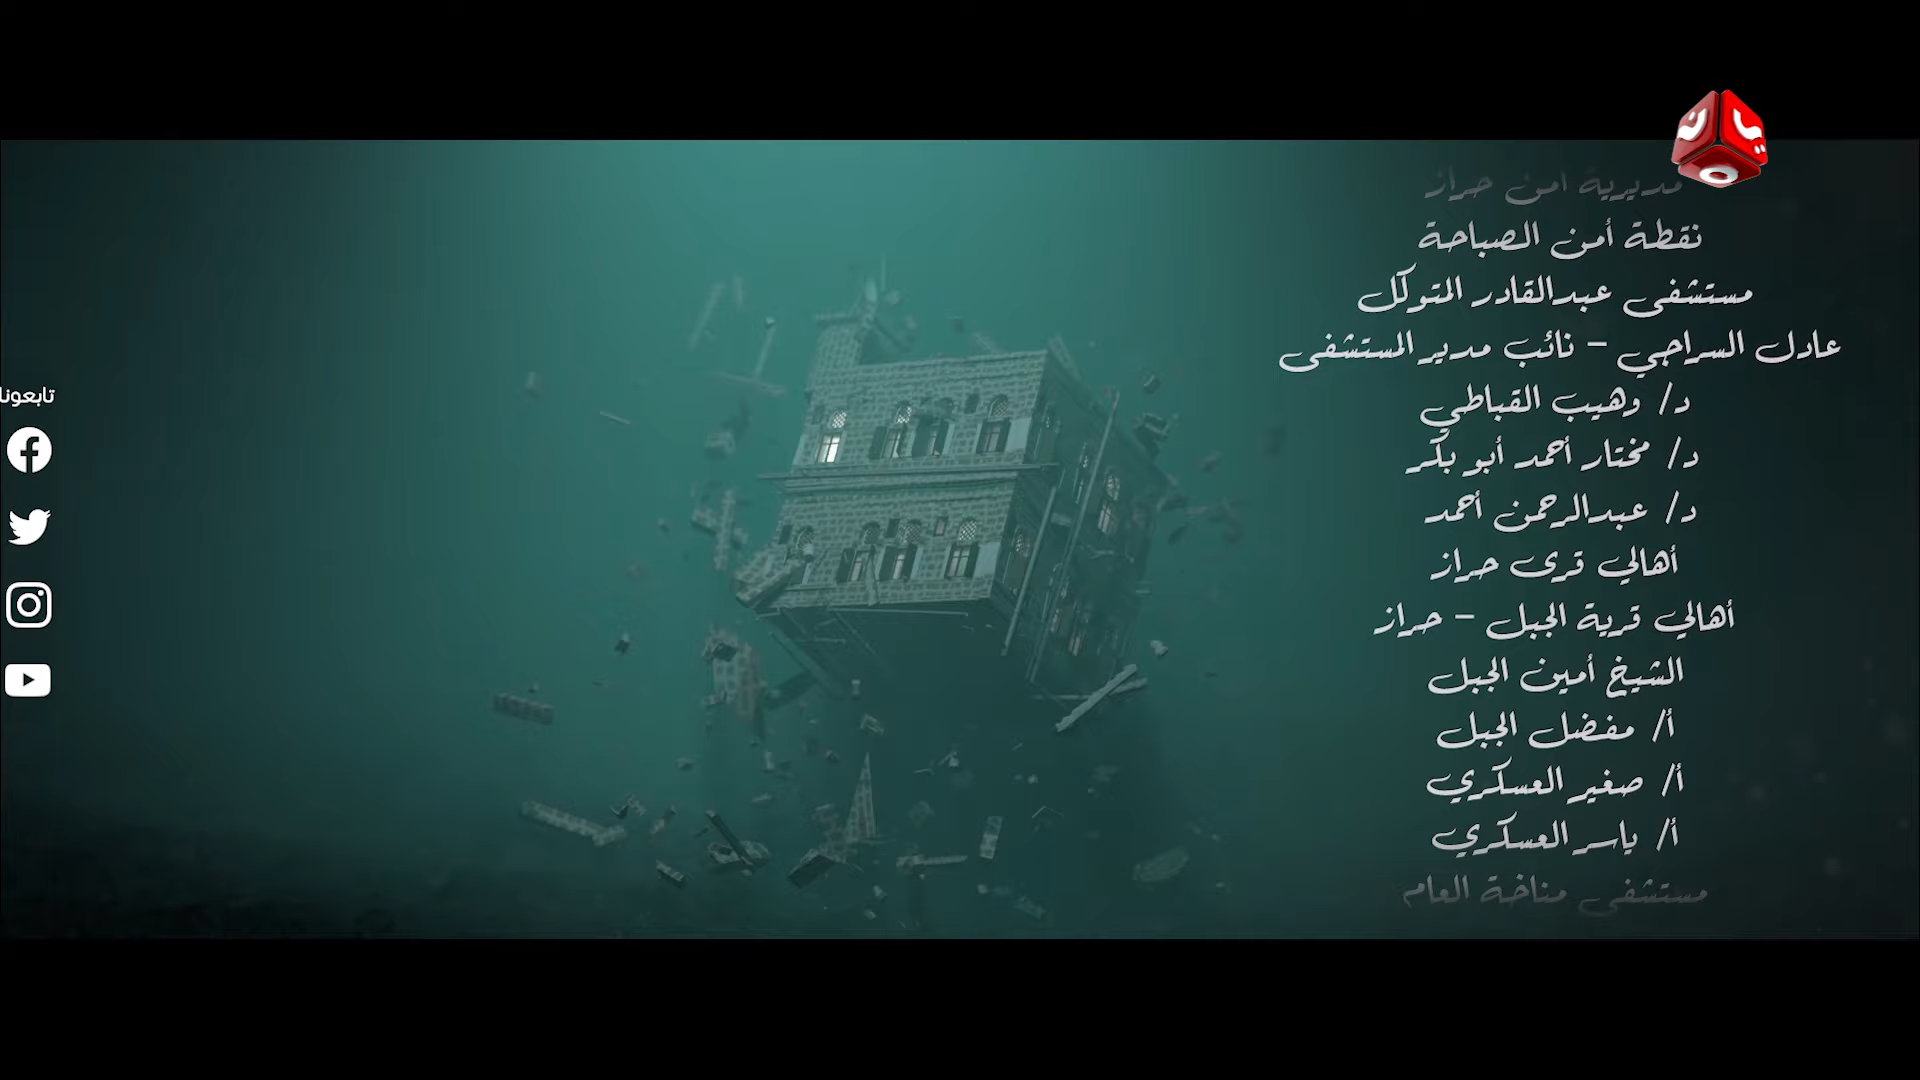 مديرية أمن حراز
نقطة أمن الصباحة
مستشفى عبدالقادر المتوكل
عادل السراجي – نائب مدير المستشفى
د/ وهيب القباطي
د/ مختار أحمد أبو بكر
د/ عبدالرحمن أحمد
أهالي قرى حراز
أهالي قرية الجبل – حراز
الشيخ أمين الجبل
أ/ مفضل الجبل
أ/ صغير العسكري
أ/ ياسر العسكري
مستشفى مناخة العام
تابعونا